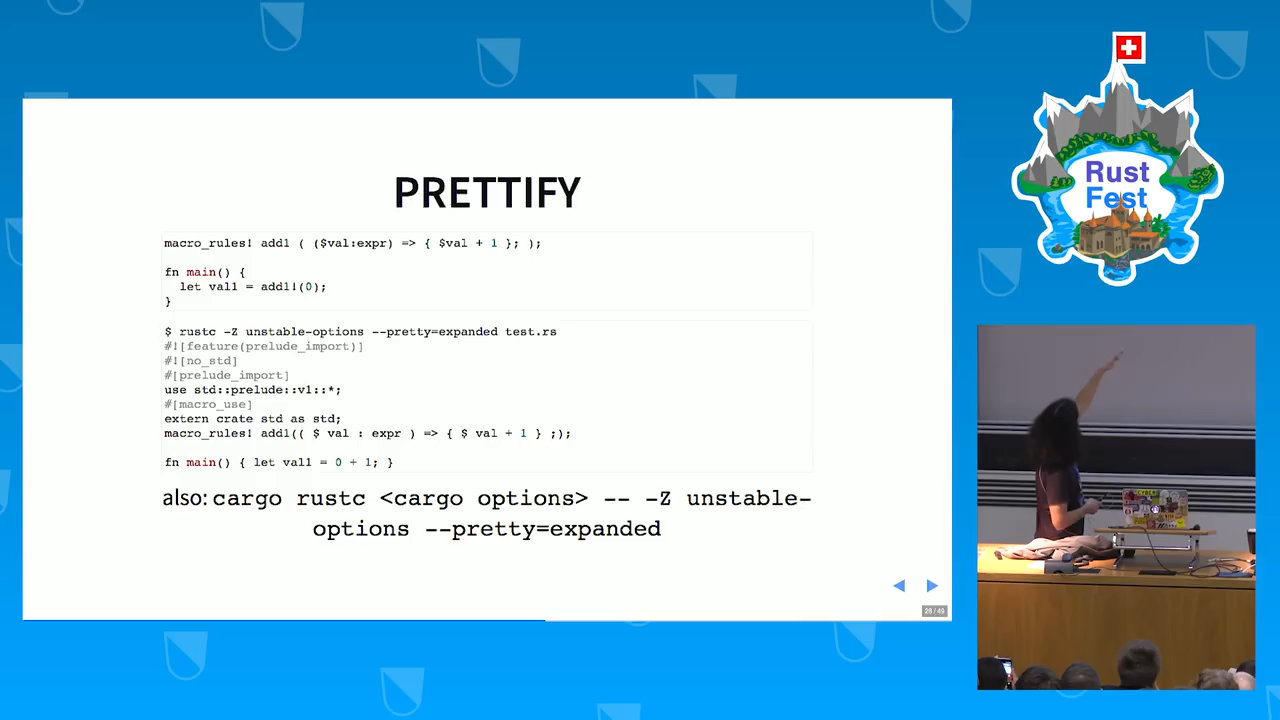 PRETTIFY
macro_rules! add1 ( ($val:expr) => { $val + 1 }; );
fn main() {
let val1 = add1!(0);
}
$ rustc -Z unstable-options --pretty=expanded test.rs
#![feature(prelude_import)]
#![no_std]
#[prelude_import]
use std::prelude::v1::*;
#[macro_use]
extern crate std as std;
macro_rules! add1(( $ val : expr ) => { $ val + 1 } ;);
fn main() { let val1 = 0 + 1; }
also: cargo rustc <cargo options> -- -Z unstable-
options --pretty=expanded
26 / 49
Rust
Fest